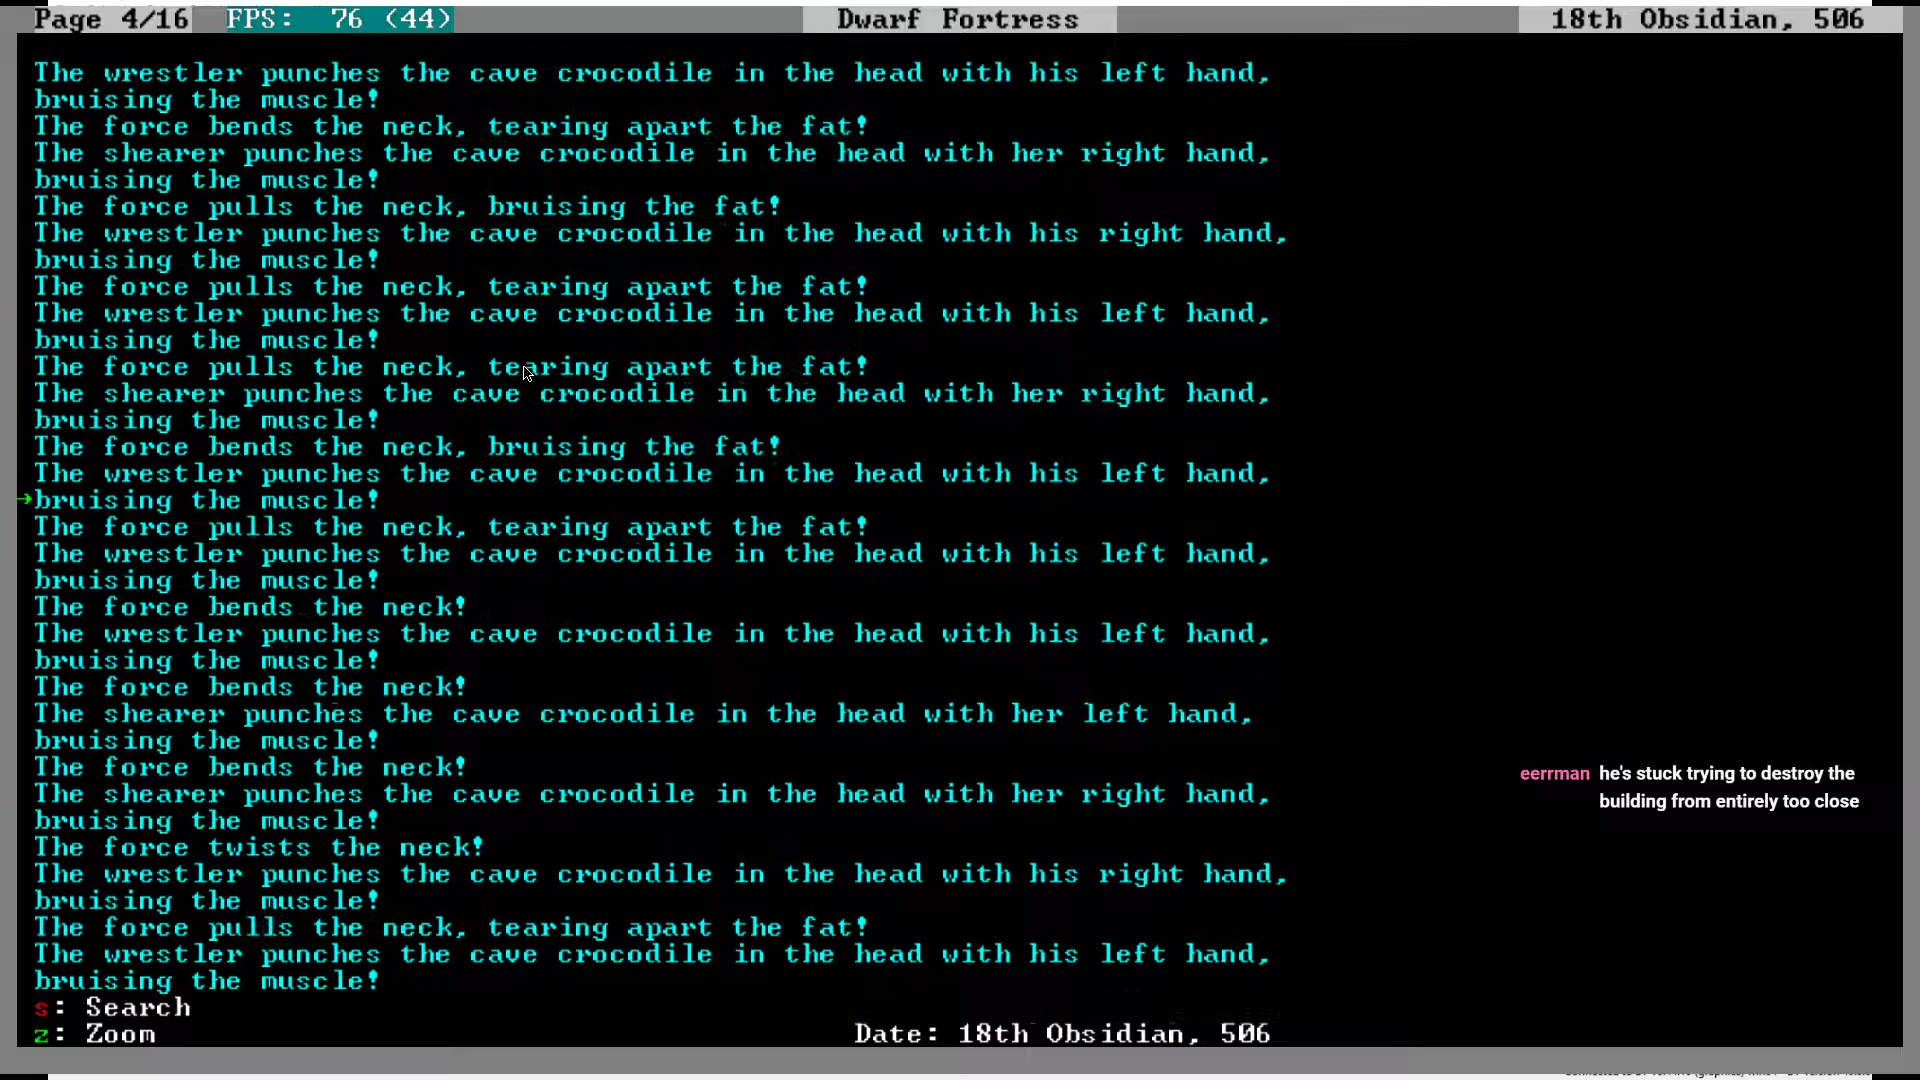 Page 4/16 FPS: 76 (44) Dwarf Fortress 18th Obsidian, 506
The wrestler punches the cave crocodile in the head with his left hand,
bruising the muscle!
The force bends the neck, tearing apart the fat!
The shearer punches the cave crocodile in the head with her right hand,
bruising the muscle!
The force pulls the neck, bruising the fat!
The wrestler punches the cave crocodile in the head with his right hand,
bruising the muscle!
The force pulls the neck, tearing apart the fat!
The wrestler punches the cave crocodile in the head with his left hand,
bruising the muscle!
The force pulls the neck, tearing apart the fat!
The shearer punches the cave crocodile in the head with her right hand,
bruising the muscle!
The force bends the neck, bruising the fat!
The wrestler punches the cave crocodile in the head with his left hand,
→bruising the muscle!
The force pulls the neck, tearing apart the fat!
The wrestler punches the cave crocodile in the head with his left hand,
bruising the muscle!
The force bends the neck!
The wrestler punches the cave crocodile in the head with his left hand,
bruising the muscle!
The force bends the neck!
The shearer punches the cave crocodile in the head with her left hand,
bruising the muscle!
The force bends the neck!
The shearer punches the cave crocodile in the head with her right hand,
bruising the muscle!
The force twists the neck!
The wrestler punches the cave crocodile in the head with his right hand,
bruising the muscle!
The force pulls the neck, tearing apart the fat!
The wrestler punches the cave crocodile in the head with his left hand,
bruising the muscle!
s: Search
z: Zoom Date: 18th Obsidian, 506
eerrman he's stuck trying to destroy the
building from entirely too close